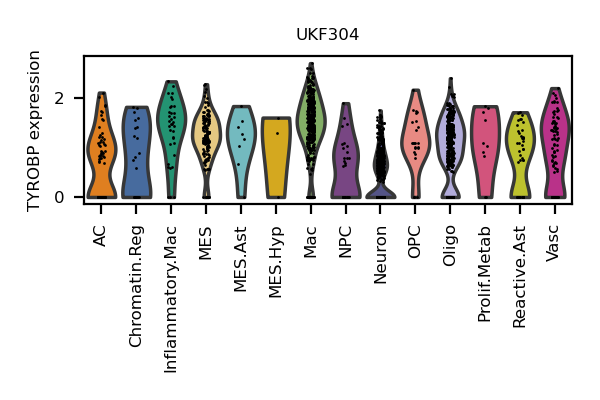 UKF304
TYROBP expression
2
0
AC
Chromatin.Reg
Inflammatory.Mac
MES
MES.Ast
MES.Hyp
Mac
NPC
Neuron
OPC
Oligo
Prolif.Metab
Reactive.Ast
Vasc